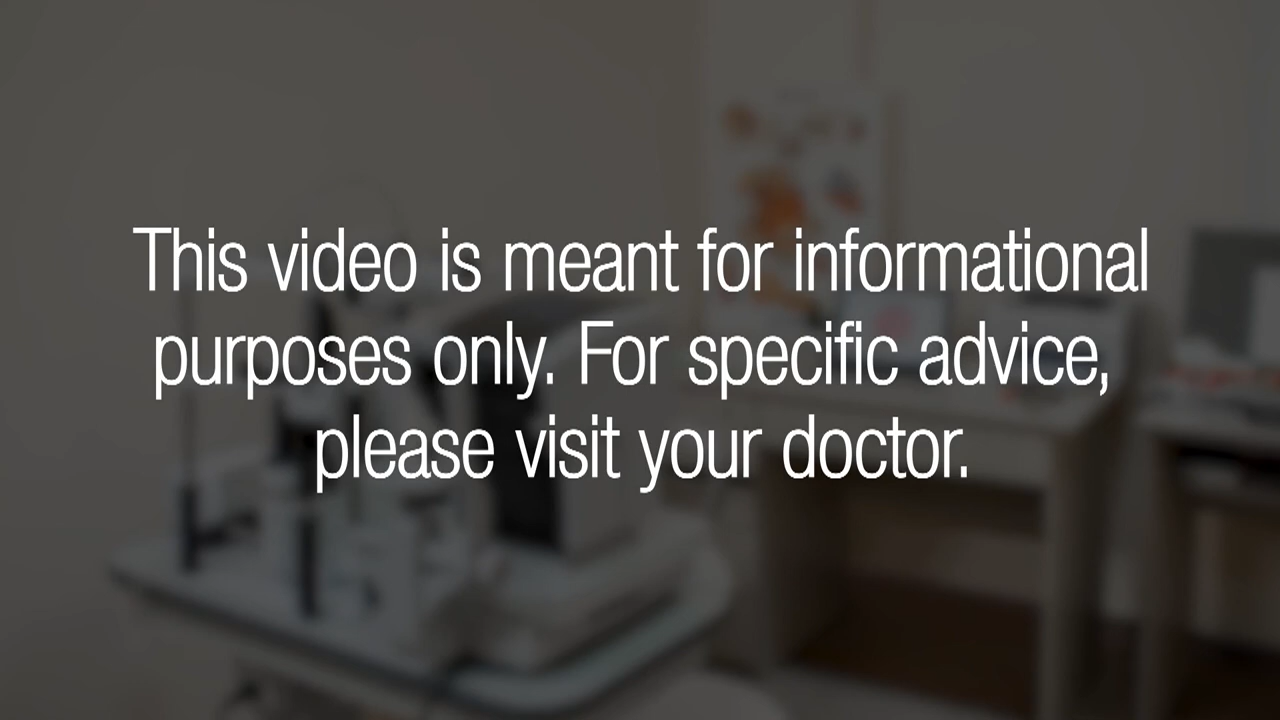 This video is meant for informational
purposes only. For specific advice,
please visit your doctor.